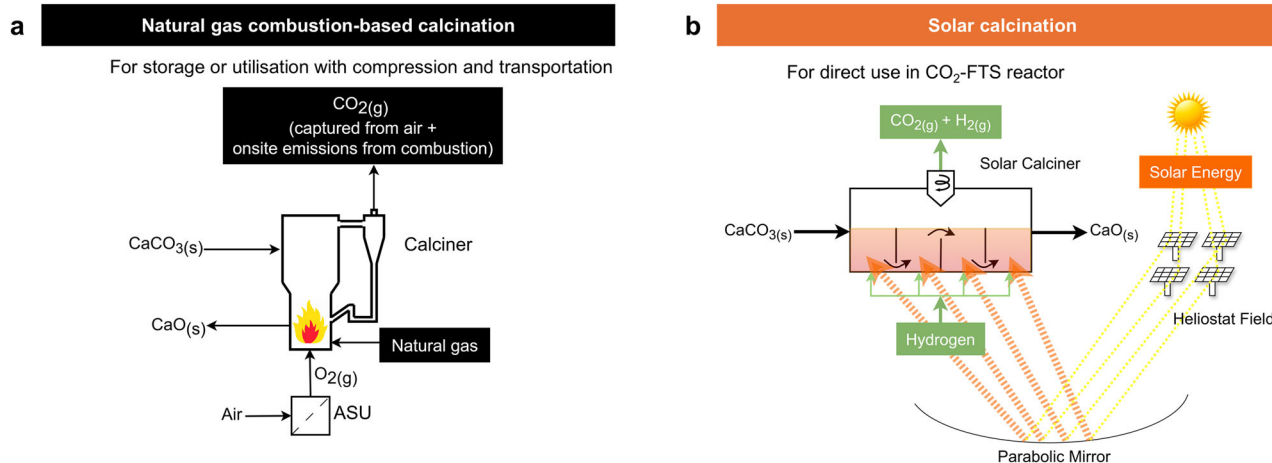 a
Natural gas combustion-based calcination
For storage or utilisation with compression and transportation
CO2(g)
(captured from air +
onsite emissions from combustion)
CaCO3(s)
Calciner
CaO(s)
Natural gas
O2(g)
Air
ASU
b
Solar calcination
For direct use in CO2-FTS reactor
CO2(g) + H2(g)
Solar Calciner
Solar Energy
CaCO3(s)
CaO(s)
Heliostat Field
Hydrogen
Parabolic Mirror